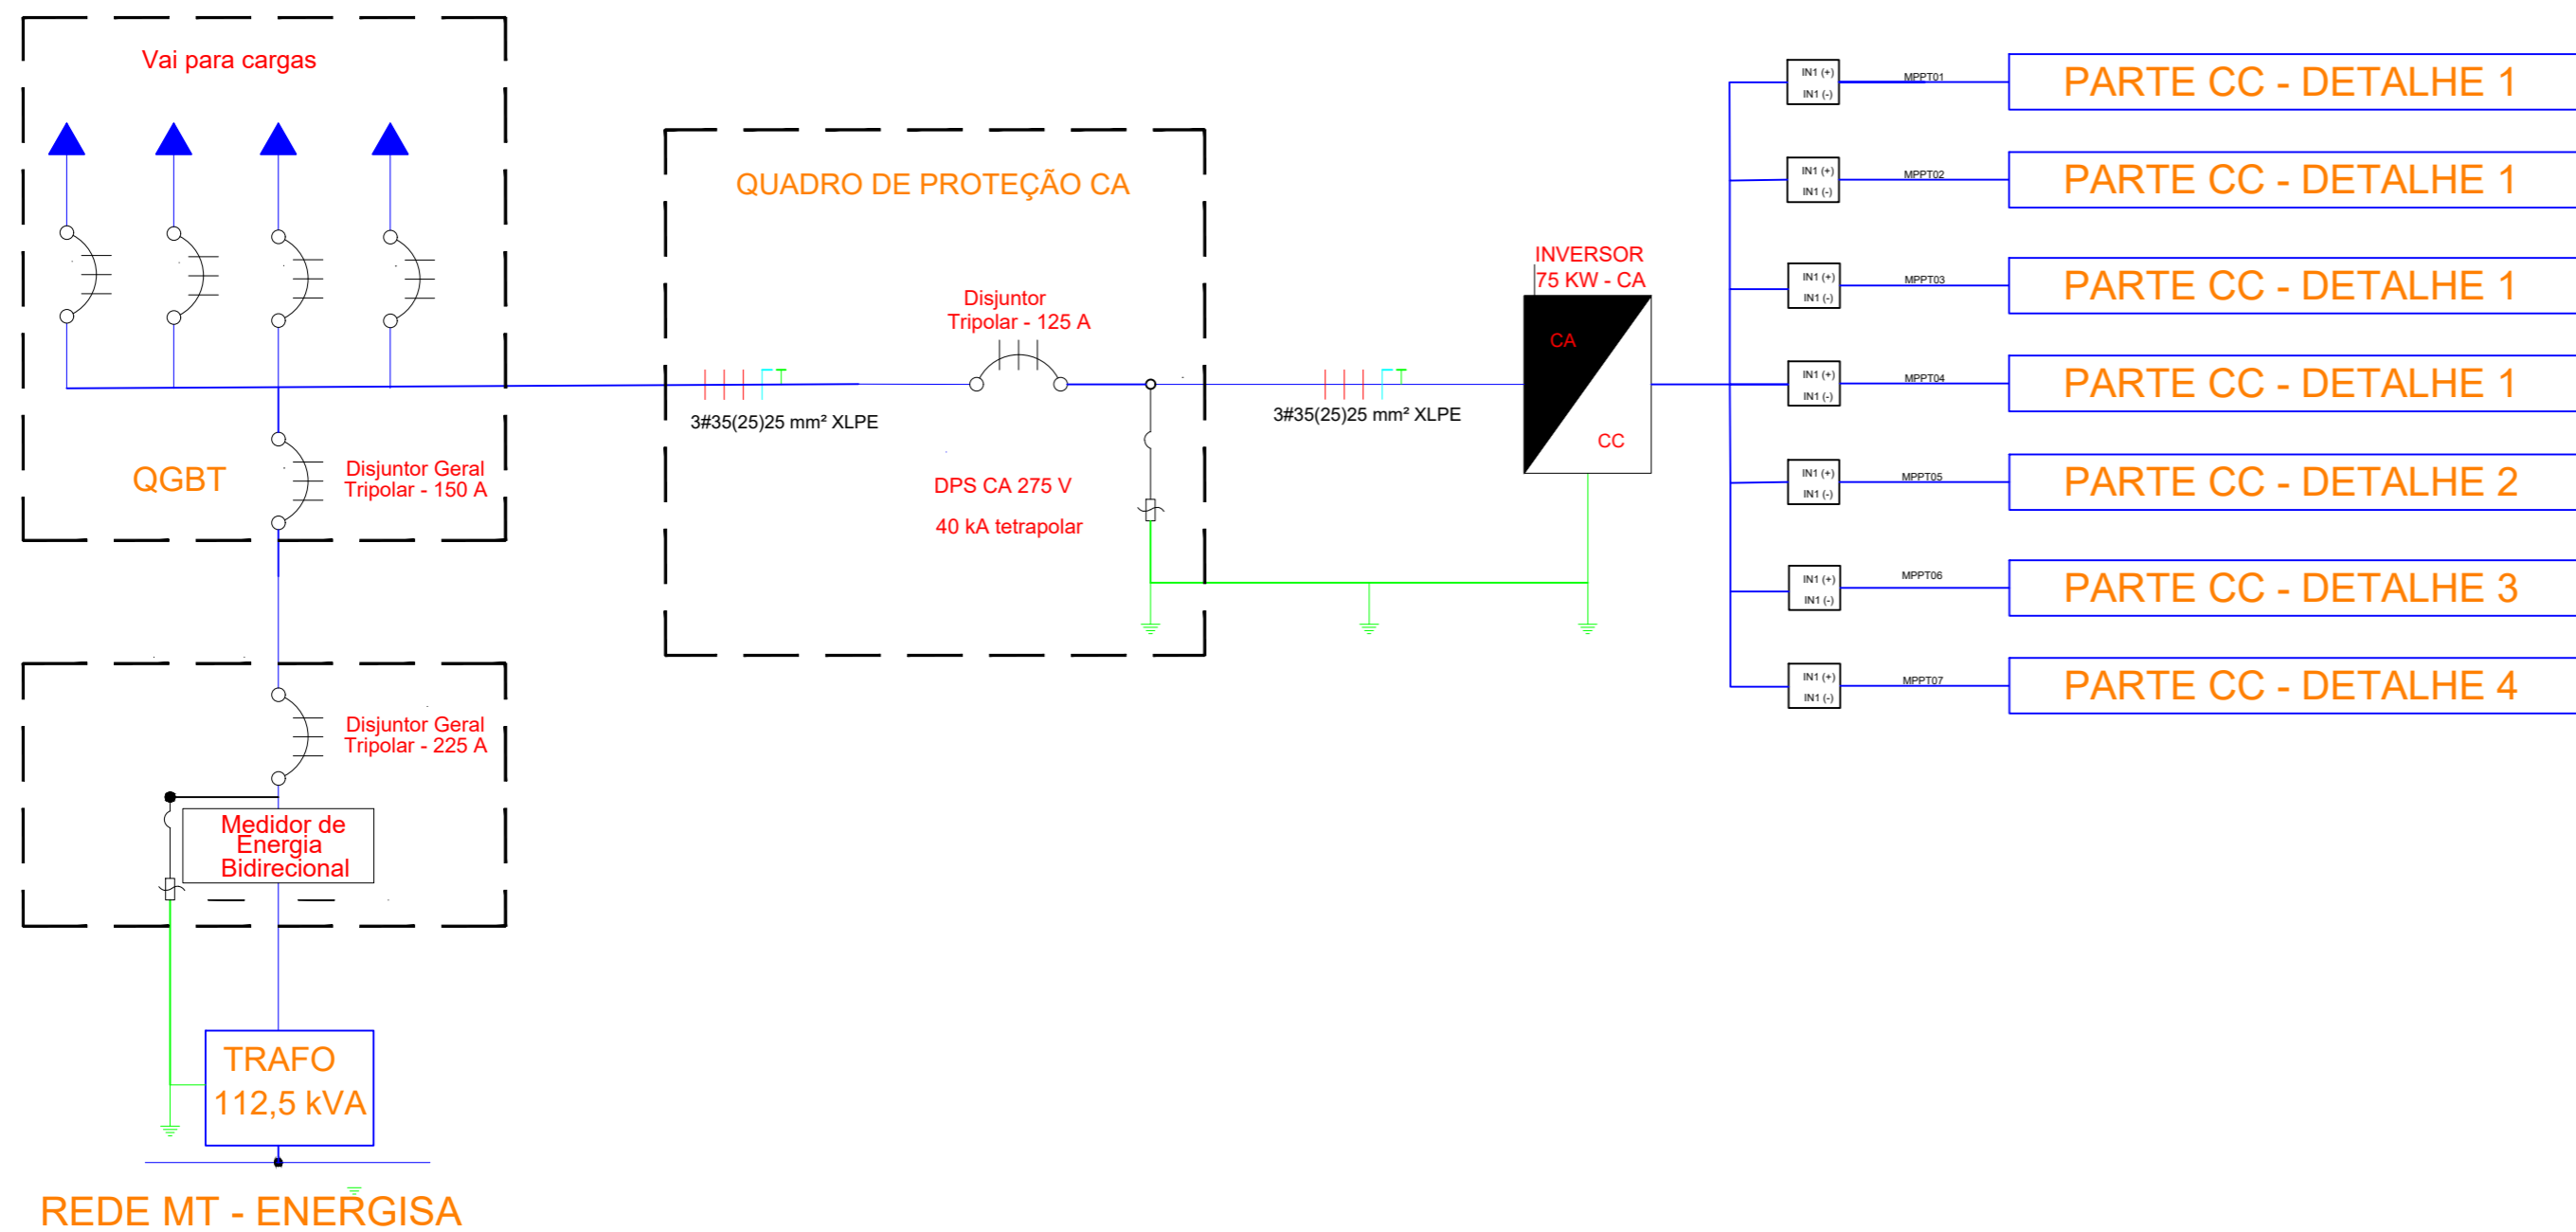 Vai para cargas
QGBT
Disjuntor Geral
Tripolar - 150 A
Disjuntor Geral
Tripolar - 225 A
Medidor de
Energia
Bidirecional
TRAFO
112,5 kVA
REDE MT - ENERGISA
QUADRO DE PROTEÇÃO CA
Disjuntor
Tripolar - 125 A
3#35(25)25 mm² XLPE
DPS CA 275 V
40 kA tetrapolar
3#35(25)25 mm² XLPE
INVERSOR
75 KW - CA
CA
CC
IN1 (+)
IN1 (-)
MPPT01
PARTE CC - DETALHE 1
IN1 (+)
IN1 (-)
MPPT02
PARTE CC - DETALHE 1
IN1 (+)
IN1 (-)
MPPT03
PARTE CC - DETALHE 1
IN1 (+)
IN1 (-)
MPPT04
PARTE CC - DETALHE 1
IN1 (+)
IN1 (-)
MPPT05
PARTE CC - DETALHE 2
IN1 (+)
IN1 (-)
MPPT06
PARTE CC - DETALHE 3
IN1 (+)
IN1 (-)
MPPT07
PARTE CC - DETALHE 4